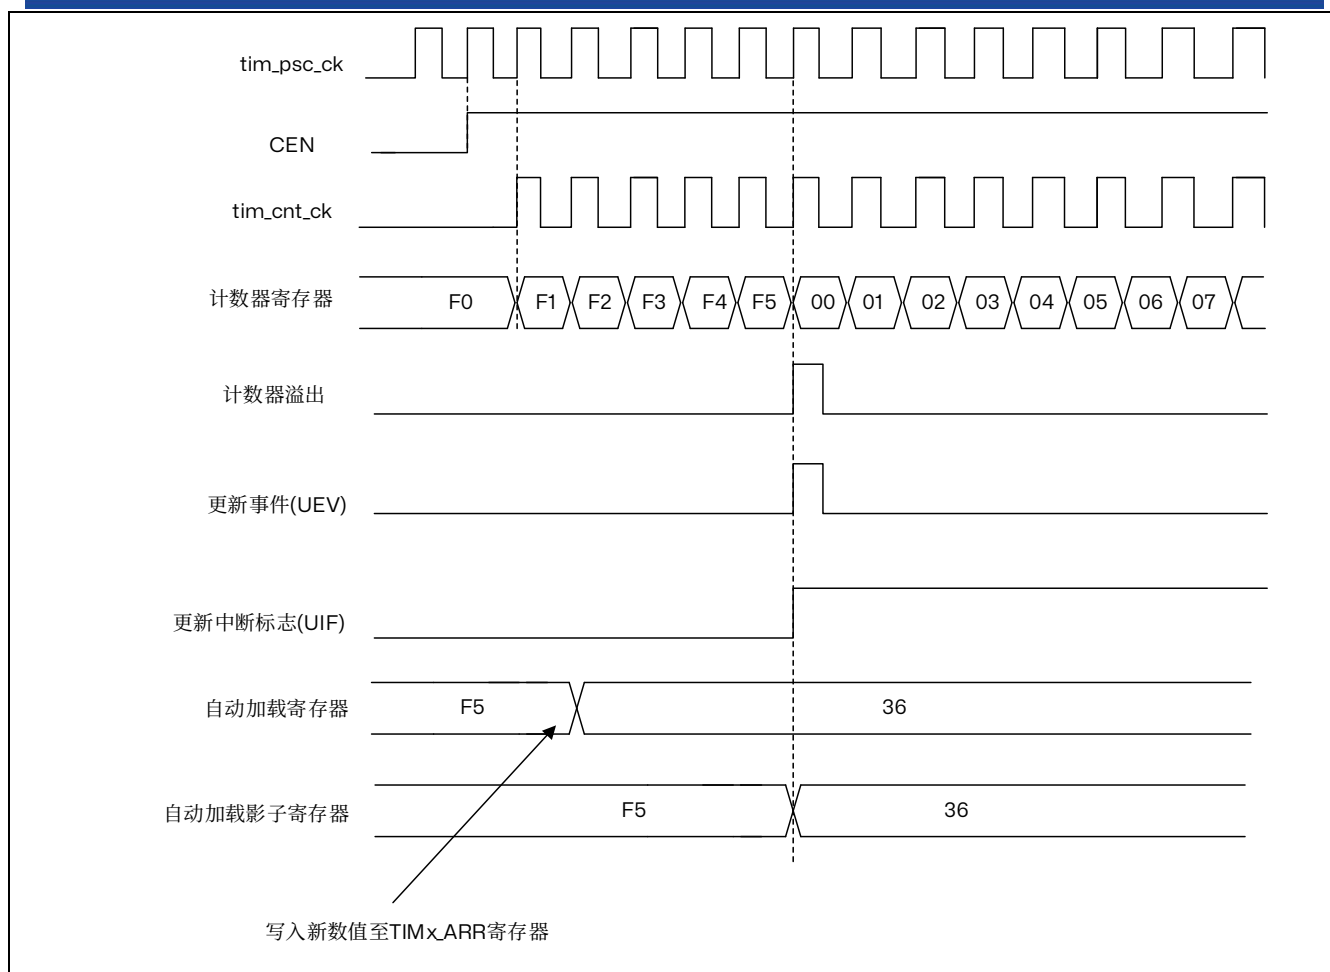 tim_psc_ck
CEN
tim_cnt_ck
计数器寄存器 F0 F1 F2 F3 F4 F5 00 01 02 03 04 05 06 07
计数器溢出
更新事件(UEV)
更新中断标志(UIF)
自动加载寄存器 F5 36
自动加载影子寄存器 F5 36
写入新数值至TIMx_ARR寄存器